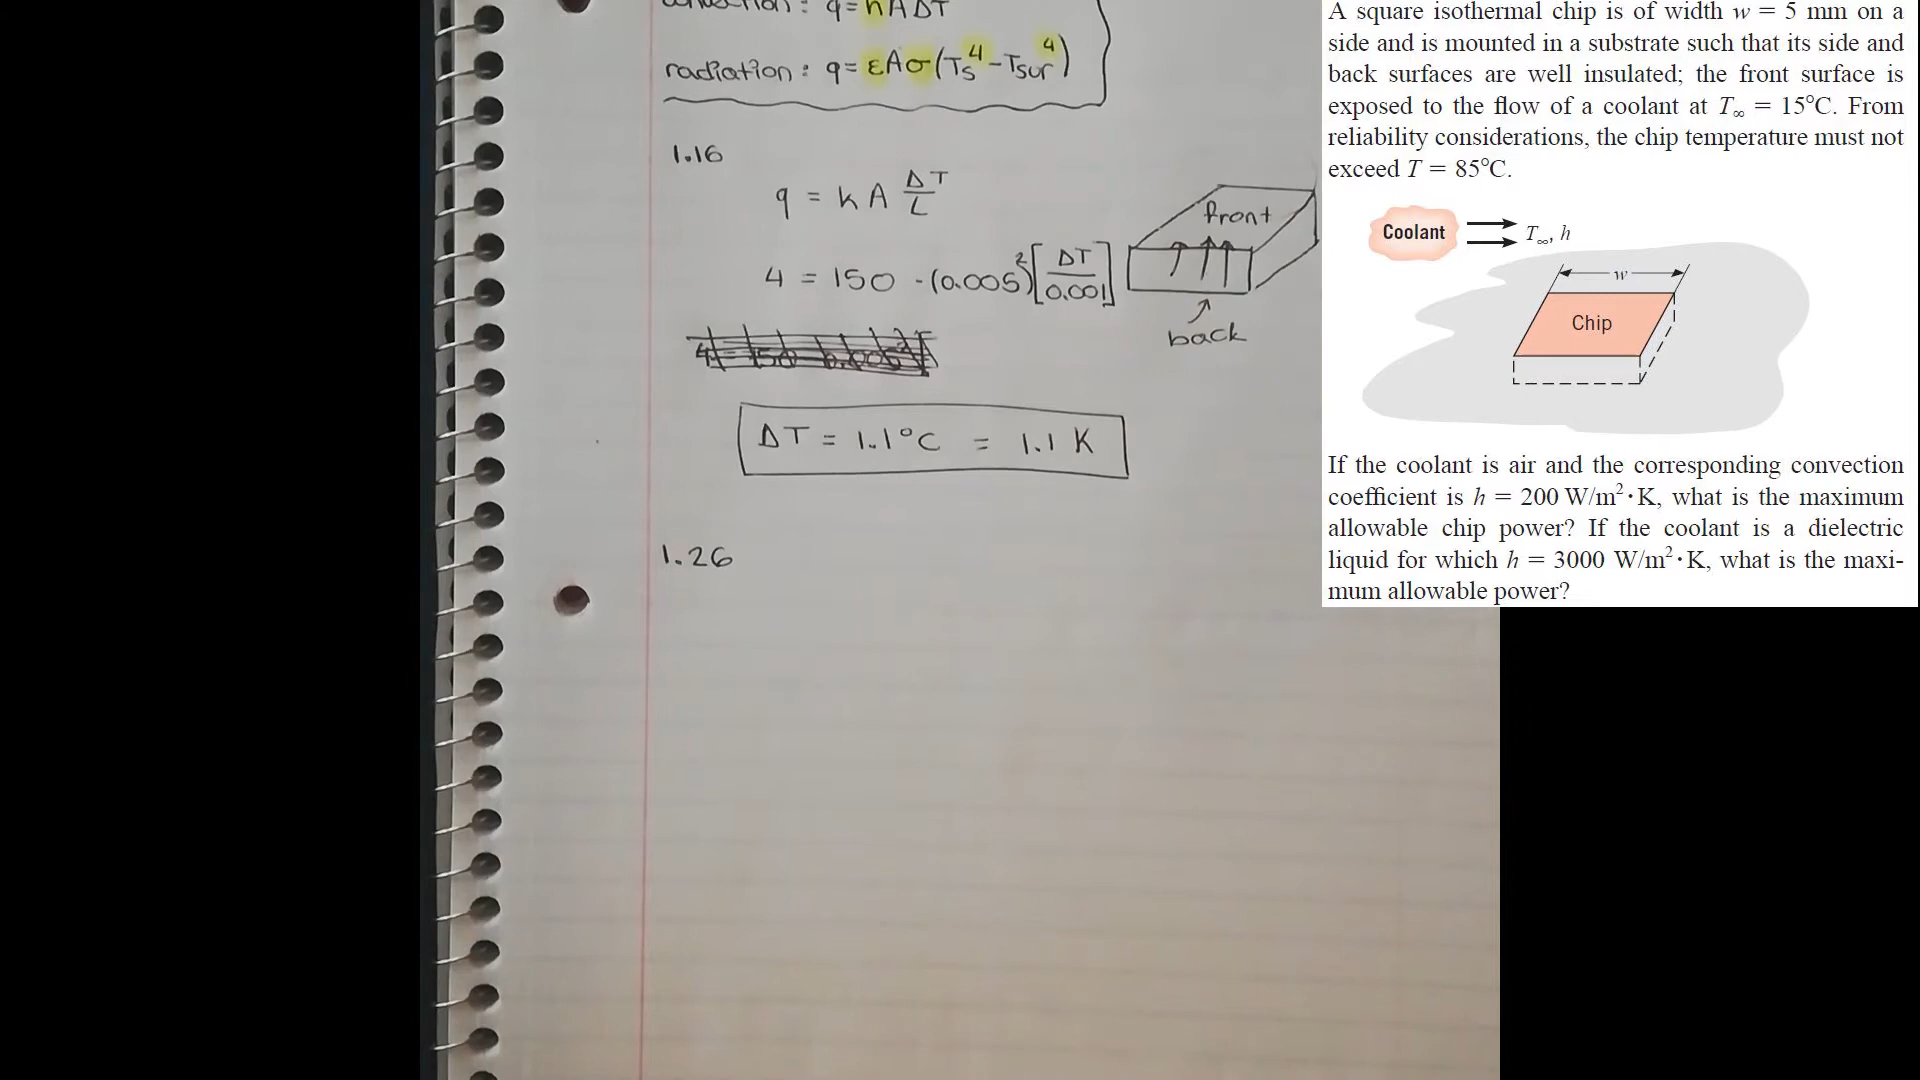 convection: q=hAΔT
radiation: q=εAσ(Ts⁴-Tsur⁴)
1.16
q = kA ΔT/L
4 = 150 · (0.005)² [ΔT/0.001]
front
back
ΔT = 1.1°C = 1.1 K
1.26
A square isothermal chip is of width w = 5 mm on a
side and is mounted in a substrate such that its side and
back surfaces are well insulated; the front surface is
exposed to the flow of a coolant at T∞ = 15°C. From
reliability considerations, the chip temperature must not
exceed T = 85°C.
Coolant
T∞, h
w
Chip
If the coolant is air and the corresponding convection
coefficient is h = 200 W/m²·K, what is the maximum
allowable chip power? If the coolant is a dielectric
liquid for which h = 3000 W/m²·K, what is the maxi-
mum allowable power?